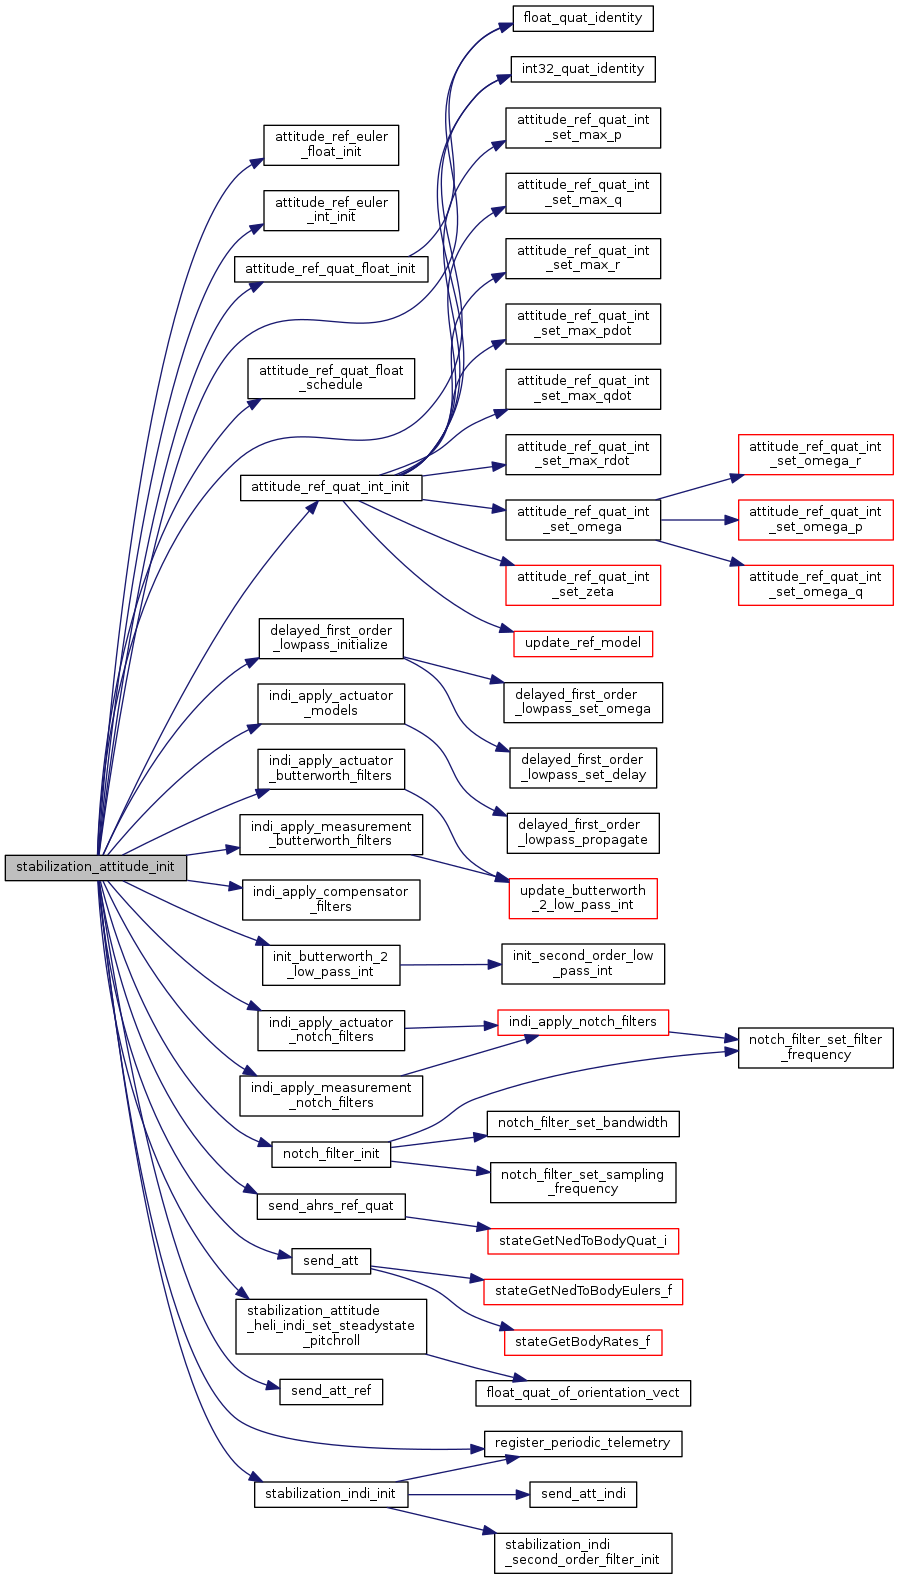 float_quat_identity
int32_quat_identity
attitude_ref_quat_int
_set_max_p
attitude_ref_euler
_float_init
attitude_ref_quat_int
_set_max_q
attitude_ref_euler
_int_init
attitude_ref_quat_int
_set_max_r
attitude_ref_quat_float_init
attitude_ref_quat_int
_set_max_pdot
attitude_ref_quat_float
_schedule
attitude_ref_quat_int
_set_max_qdot
attitude_ref_quat_int
_set_max_rdot
attitude_ref_quat_int
_set_omega_r
attitude_ref_quat_int_init
attitude_ref_quat_int
_set_omega
attitude_ref_quat_int
_set_omega_p
attitude_ref_quat_int
_set_zeta
attitude_ref_quat_int
_set_omega_q
delayed_first_order
_lowpass_initialize
update_ref_model
indi_apply_actuator
_models
delayed_first_order
_lowpass_set_omega
indi_apply_actuator
_butterworth_filters
delayed_first_order
_lowpass_set_delay
indi_apply_measurement
_butterworth_filters
delayed_first_order
_lowpass_propagate
stabilization_attitude_init
indi_apply_compensator
_filters
update_butterworth
_2_low_pass_int
init_butterworth_2
_low_pass_int
init_second_order_low
_pass_int
indi_apply_actuator
_notch_filters
indi_apply_notch_filters
notch_filter_set_filter
_frequency
indi_apply_measurement
_notch_filters
notch_filter_set_bandwidth
notch_filter_init
notch_filter_set_sampling
_frequency
send_ahrs_ref_quat
stateGetNedToBodyQuat_i
send_att
stateGetNedToBodyEulers_f
stabilization_attitude
_heli_indi_set_steadystate
_pitchroll
stateGetBodyRates_f
send_att_ref
float_quat_of_orientation_vect
register_periodic_telemetry
stabilization_indi_init
send_att_indi
stabilization_indi
_second_order_filter_init